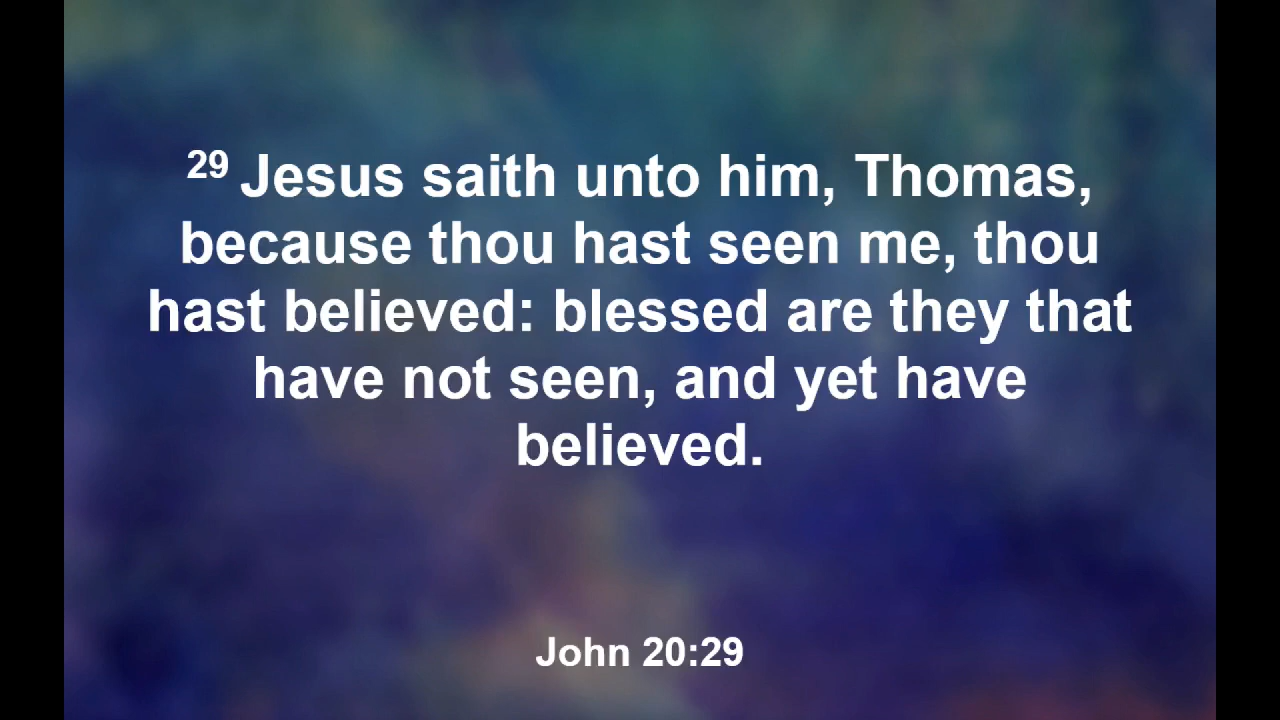 29 Jesus saith unto him, Thomas,
because thou hast seen me, thou
hast believed: blessed are they that
have not seen, and yet have
believed.
John 20:29